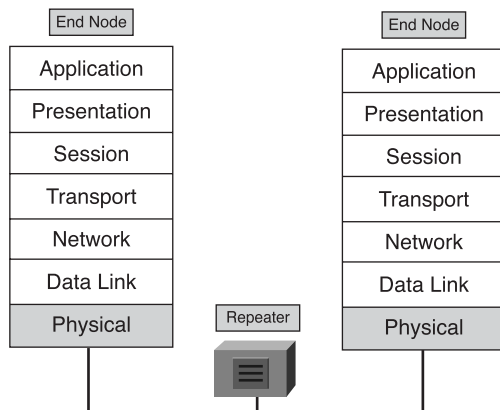 End Node
Application
Presentation
Session
Transport
Network
Data Link
Physical
Repeater
End Node
Application
Presentation
Session
Transport
Network
Data Link
Physical